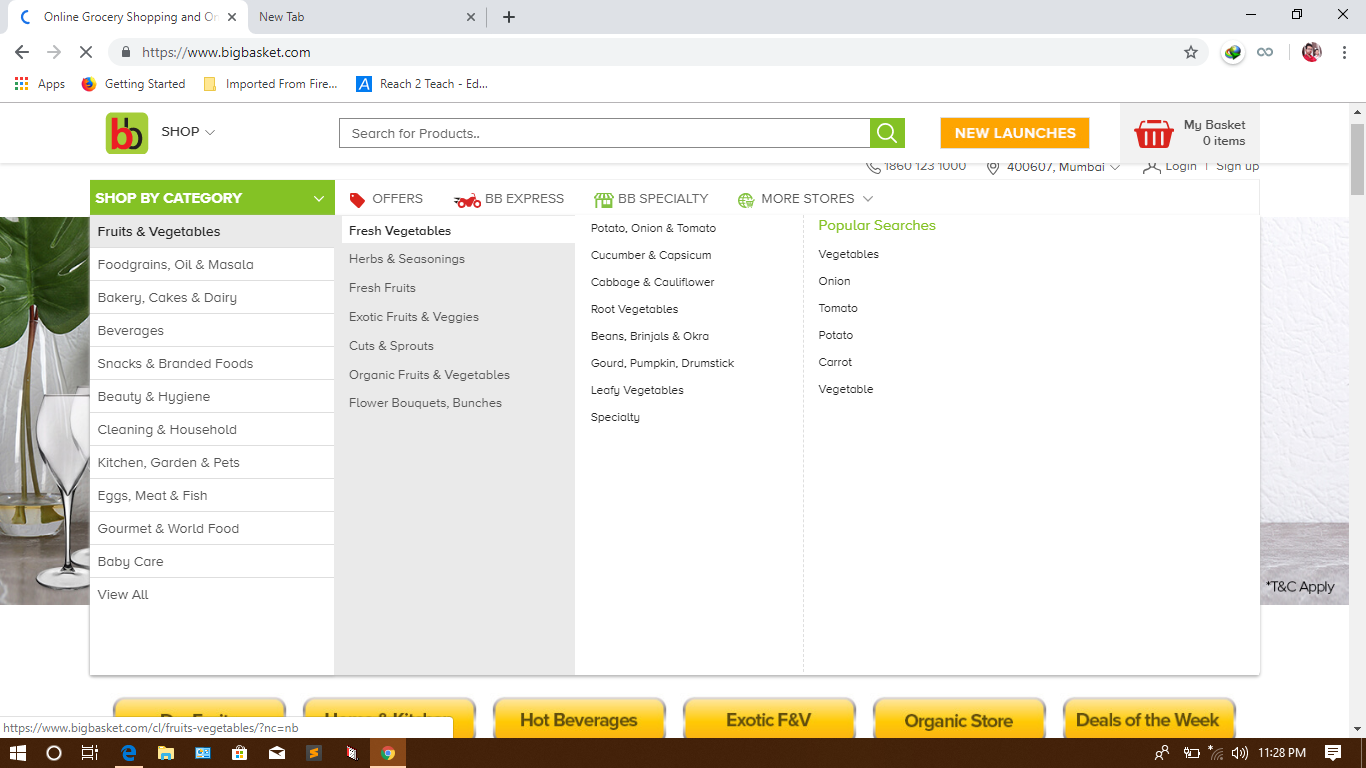 Online Grocery Shopping and On
New Tab
https://www.bigbasket.com
Apps
Getting Started
Imported From Fire...
Reach 2 Teach - Ed...
bb
SHOP
Search for Products..
NEW LAUNCHES
My Basket
0 items
1860 123 1000
400607, Mumbai
Login | Sign up
SHOP BY CATEGORY
OFFERS
BB EXPRESS
BB SPECIALTY
MORE STORES
Fruits & Vegetables
Foodgrains, Oil & Masala
Bakery, Cakes & Dairy
Beverages
Snacks & Branded Foods
Beauty & Hygiene
Cleaning & Household
Kitchen, Garden & Pets
Eggs, Meat & Fish
Gourmet & World Food
Baby Care
View All
Fresh Vegetables
Herbs & Seasonings
Fresh Fruits
Exotic Fruits & Veggies
Cuts & Sprouts
Organic Fruits & Vegetables
Flower Bouquets, Bunches
Potato, Onion & Tomato
Cucumber & Capsicum
Cabbage & Cauliflower
Root Vegetables
Beans, Brinjals & Okra
Gourd, Pumpkin, Drumstick
Leafy Vegetables
Specialty
Popular Searches
Vegetables
Onion
Tomato
Potato
Carrot
Vegetable
*T&C Apply
Hot Beverages
Exotic F&V
Organic Store
Deals of the Week
https://www.bigbasket.com/cl/fruits-vegetables/?nc=nb
11:28 PM